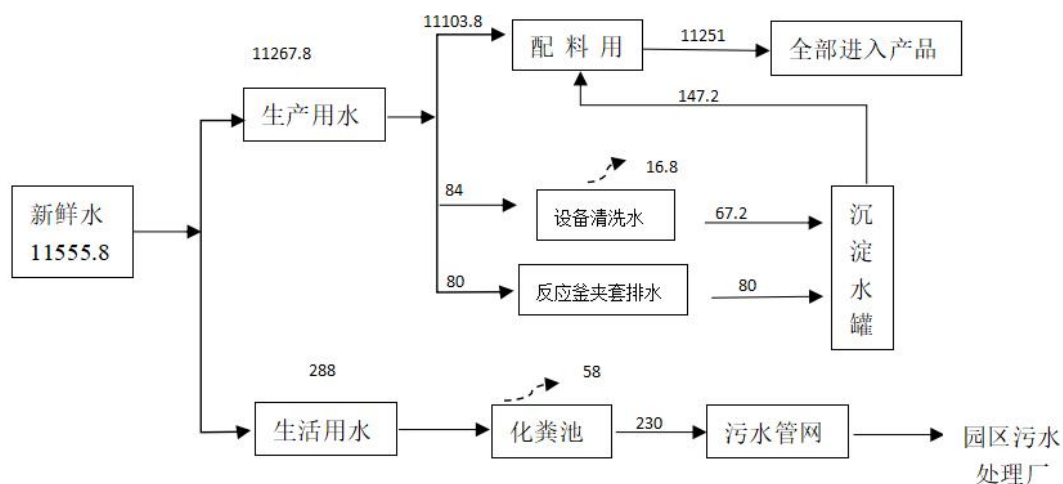 11103.8
配料用
11251
全部进入产品
11267.8
147.2
生产用水
16.8
新鲜水
11555.8
84
设备清洗水
67.2
沉淀水罐
80
反应釜夹套排水
80
288
58
生活用水
化粪池
230
污水管网
园区污水
处理厂